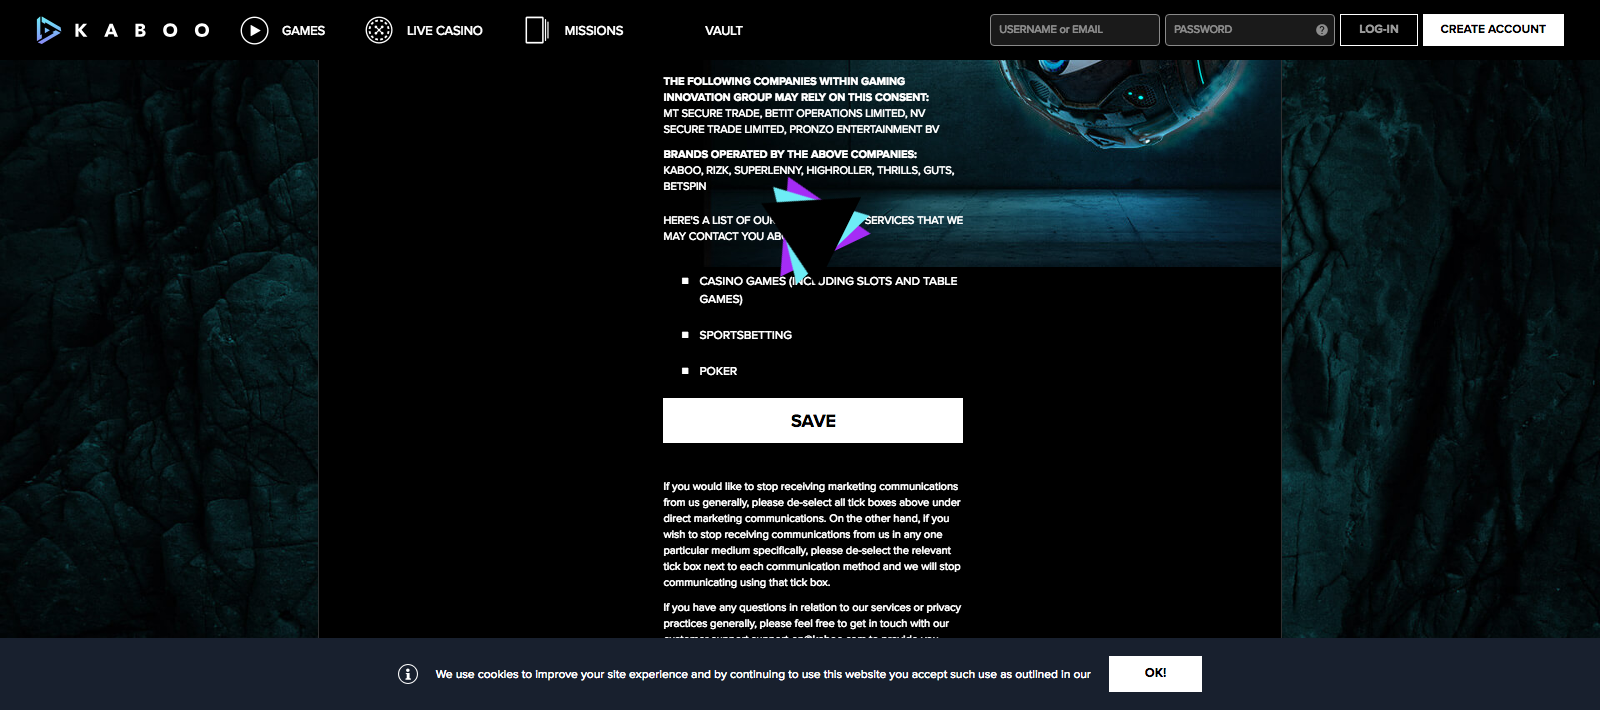 KABOO
GAMES
LIVE CASINO
MISSIONS
VAULT
USERNAME or EMAIL
PASSWORD
?
LOG-IN
CREATE ACCOUNT
THE FOLLOWING COMPANIES WITHIN GAMING
INNOVATION GROUP MAY RELY ON THIS CONSENT:
MT SECURE TRADE, BETIT OPERATIONS LIMITED, NV
SECURE TRADE LIMITED, PRONZO ENTERTAINMENT BV
BRANDS OPERATED BY THE ABOVE COMPANIES:
KABOO, RIZK, SUPERLENNY, HIGHROLLER, THRILLS, GUTS,
BETSPIN
HERE'S A LIST OF OUR SERVICES THAT WE
MAY CONTACT YOU
CASINO GAMES (INCLUDING SLOTS AND TABLE
GAMES)
SPORTSBETTING
POKER
SAVE
If you would like to stop receiving marketing communications
from us generally, please de-select all tick boxes above under
direct marketing communications. On the other hand, if you
wish to stop receiving communications from us in any one
particular medium specifically, please de-select the relevant
tick box next to each communication method and we will stop
communicating using that tick box.
If you have any questions in relation to our services or privacy
practices generally, please feel free to get in touch with our
We use cookies to improve your site experience and by continuing to use this website you accept such use as outlined in our
OK!